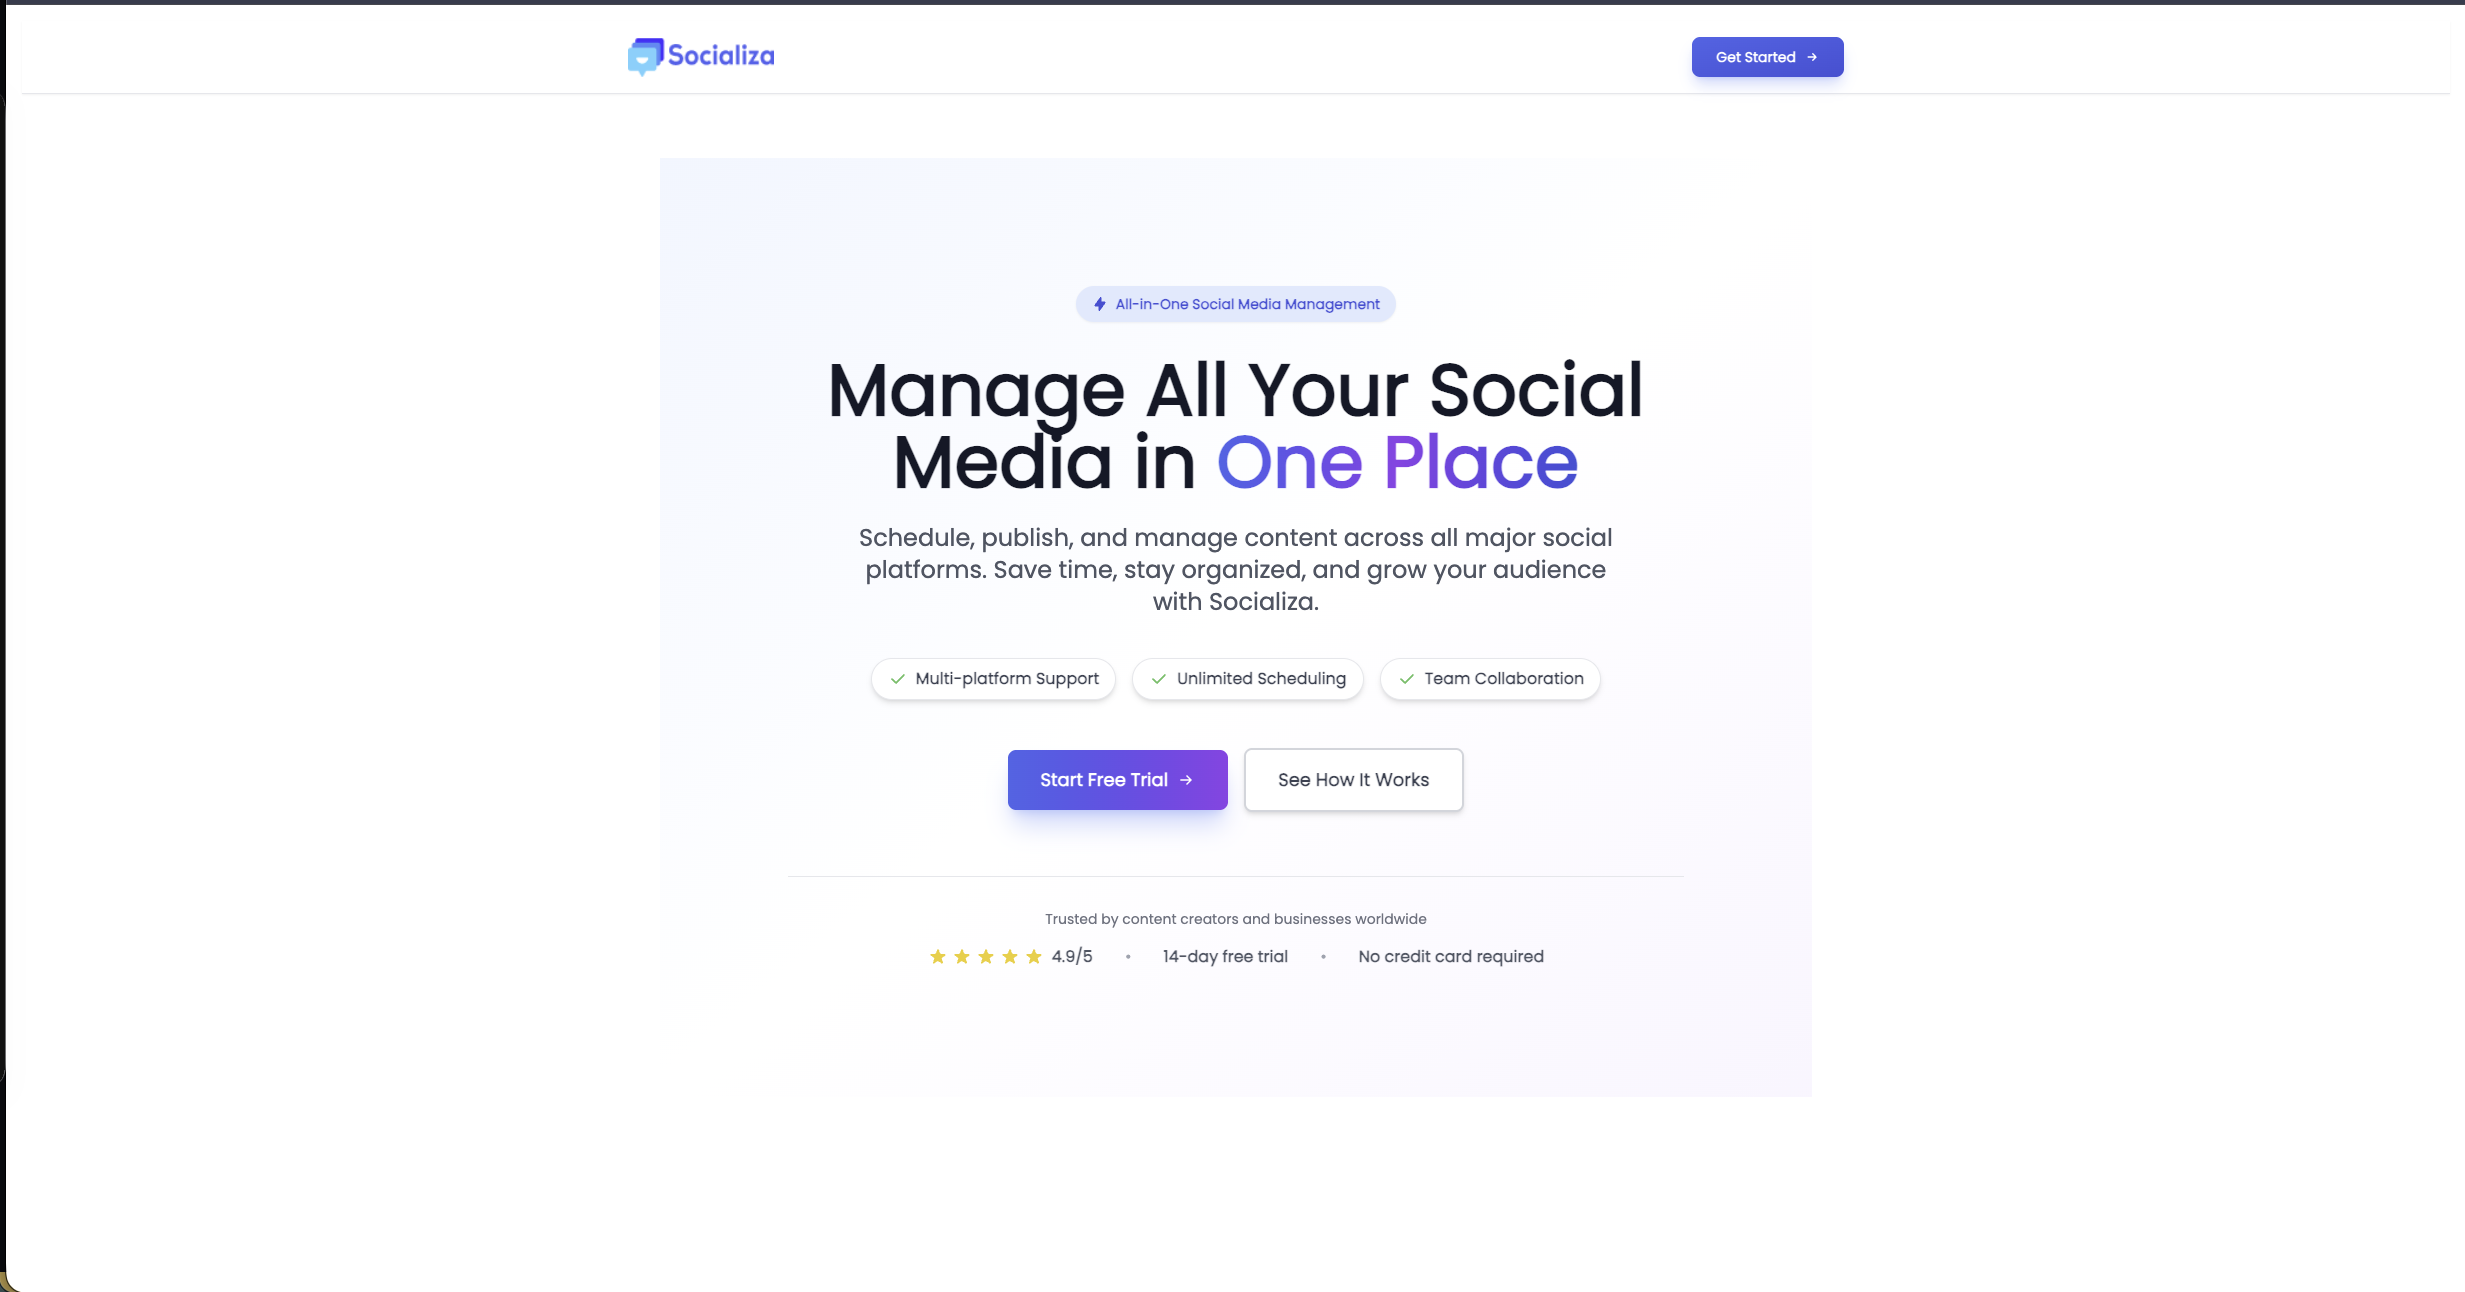 Socializa
Get Started
All-in-One Social Media Management
Manage All Your Social
Media in One Place
Schedule, publish, and manage content across all major social
platforms. Save time, stay organized, and grow your audience
with Socializa.
Multi-platform Support
Unlimited Scheduling
Team Collaboration
Start Free Trial
See How It Works
Trusted by content creators and businesses worldwide
4.9/5 • 14-day free trial • No credit card required